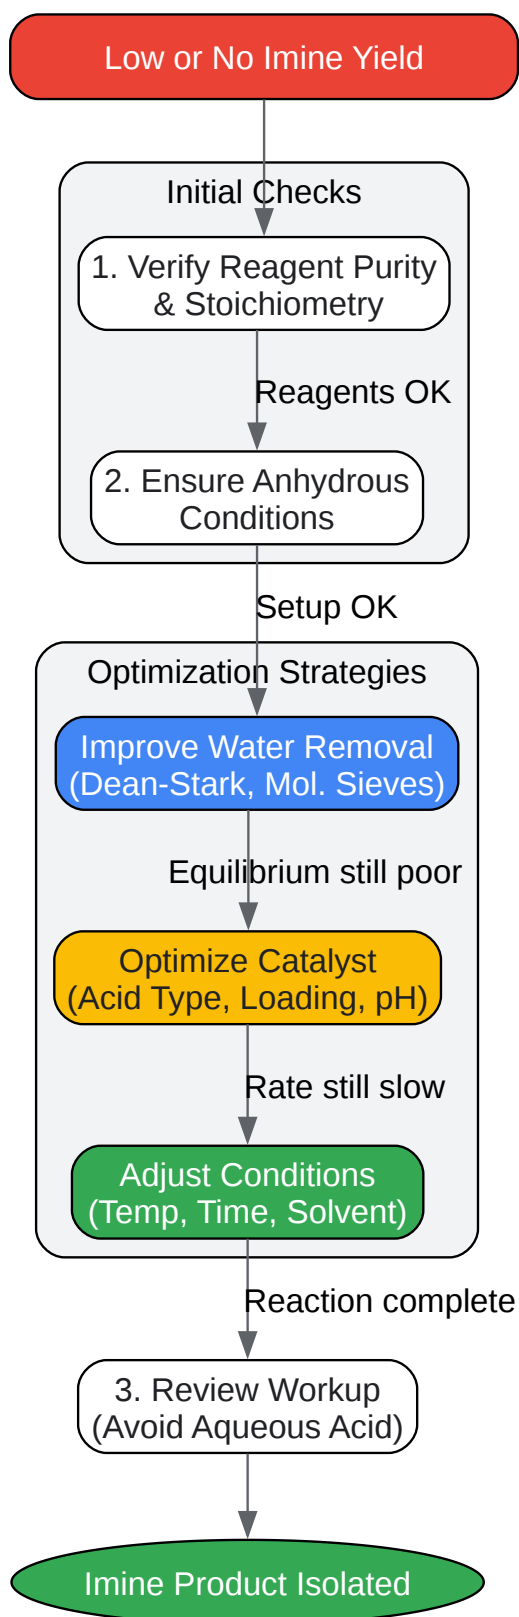 Low or No Imine Yield
Initial Checks
1. Verify Reagent Purity
& Stoichiometry
Reagents OK
2. Ensure Anhydrous
Conditions
Setup OK
Optimization Strategies
Improve Water Removal
(Dean-Stark, Mol. Sieves)
Equilibrium still poor
Optimize Catalyst
(Acid Type, Loading, pH)
Rate still slow
Adjust Conditions
(Temp, Time, Solvent)
Reaction complete
3. Review Workup
(Avoid Aqueous Acid)
Imine Product Isolated